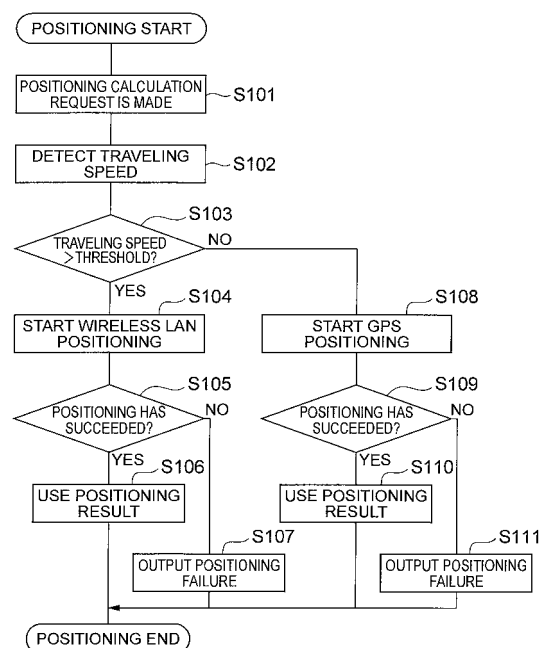 POSITIONING START
POSITIONING CALCULATION
REQUEST IS MADE
S101
DETECT TRAVELING
SPEED
S102
S103
TRAVELING SPEED
>THRESHOLD?
NO
YES
S104
START WIRELESS LAN
POSITIONING
S108
START GPS
POSITIONING
S105
POSITIONING HAS
SUCCEEDED?
NO
YES
S109
POSITIONING HAS
SUCCEEDED?
NO
YES
S106
USE POSITIONING
RESULT
S110
USE POSITIONING
RESULT
S107
OUTPUT POSITIONING
FAILURE
S111
OUTPUT POSITIONING
FAILURE
POSITIONING END